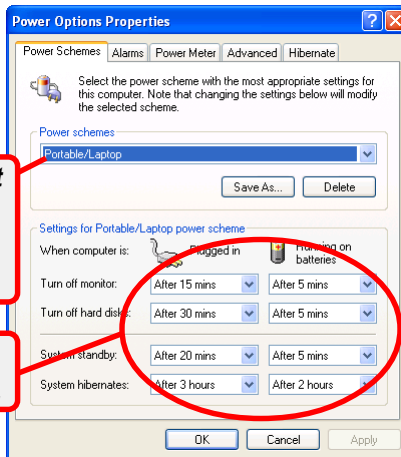 Power Options Properties
Power Schemes Alarms Power Meter Advanced Hibernate
Select the power scheme with the most appropriate settings for
this computer. Note that changing the settings below will modify
the selected scheme.
Power schemes
Portable/Laptop
Save As... Delete
Settings for Portable/Laptop power scheme
When computer is: Plugged in Running on
batteries
Turn off monitor: After 15 mins After 5 mins
Turn off hard disks: After 30 mins After 5 mins
System standby: After 20 mins After 5 mins
System hibernates: After 3 hours After 2 hours
OK Cancel Apply